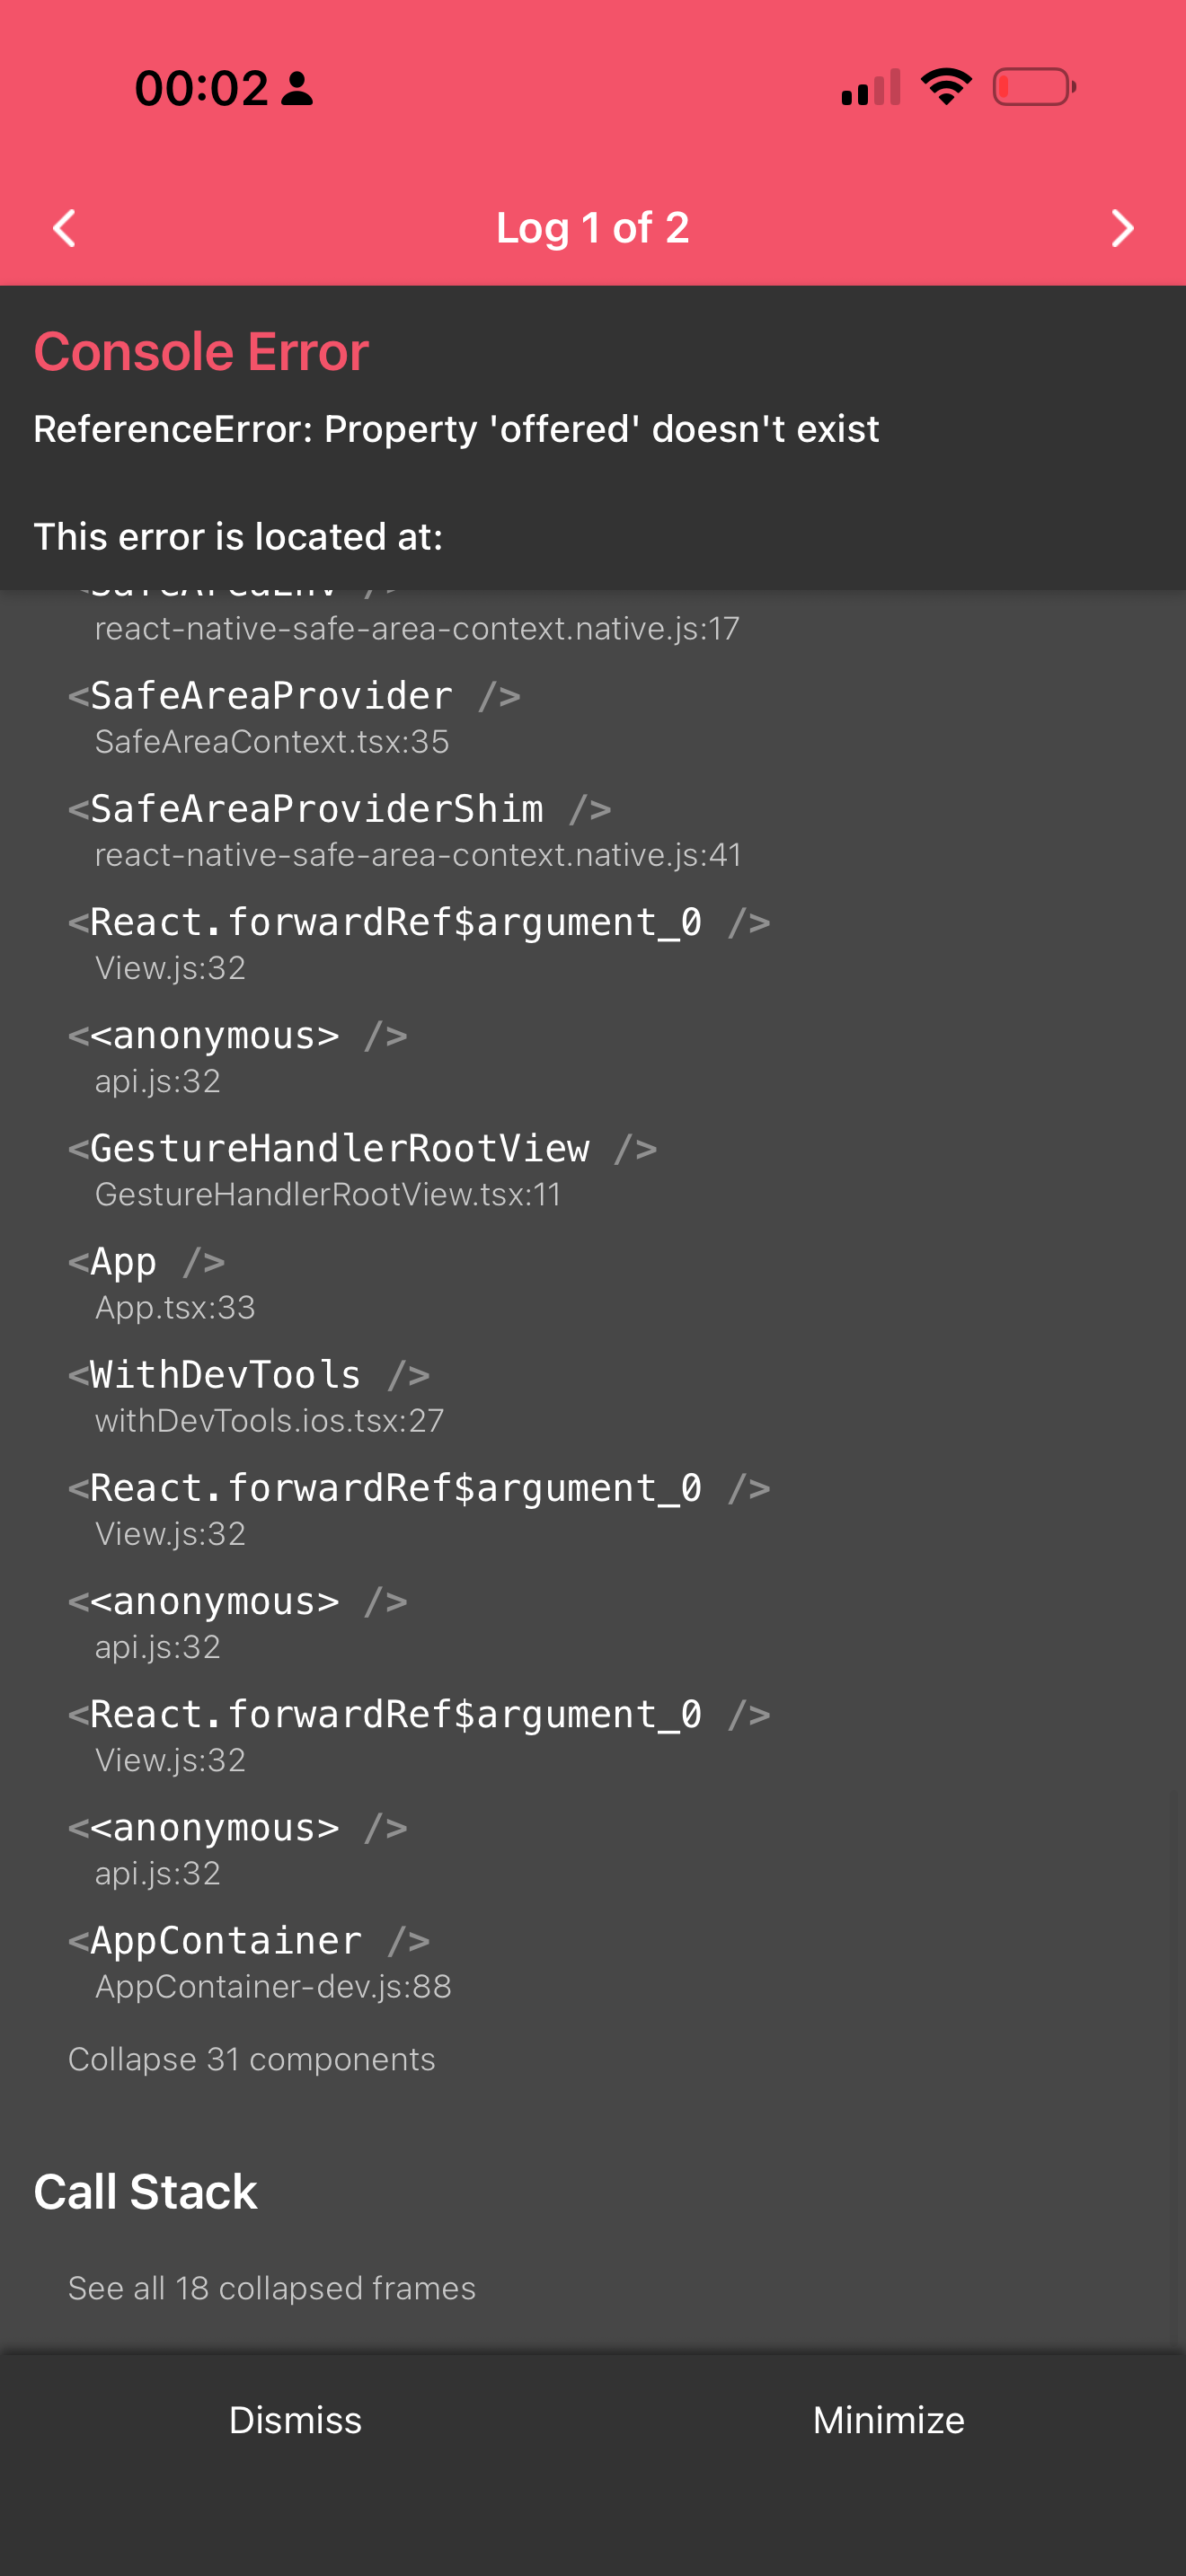 00:02
Log 1 of 2
Console Error
ReferenceError: Property 'offered' doesn't exist
This error is located at:
react-native-safe-area-context.native.js:17
<SafeAreaProvider />
SafeAreaContext.tsx:35
<SafeAreaProviderShim />
react-native-safe-area-context.native.js:41
<React.forwardRef$argument_0 />
View.js:32
<<anonymous> />
api.js:32
<GestureHandlerRootView />
GestureHandlerRootView.tsx:11
<App />
App.tsx:33
<WithDevTools />
withDevTools.ios.tsx:27
<React.forwardRef$argument_0 />
View.js:32
<<anonymous> />
api.js:32
<React.forwardRef$argument_0 />
View.js:32
<<anonymous> />
api.js:32
<AppContainer />
AppContainer-dev.js:88
Collapse 31 components
Call Stack
See all 18 collapsed frames
Dismiss
Minimize